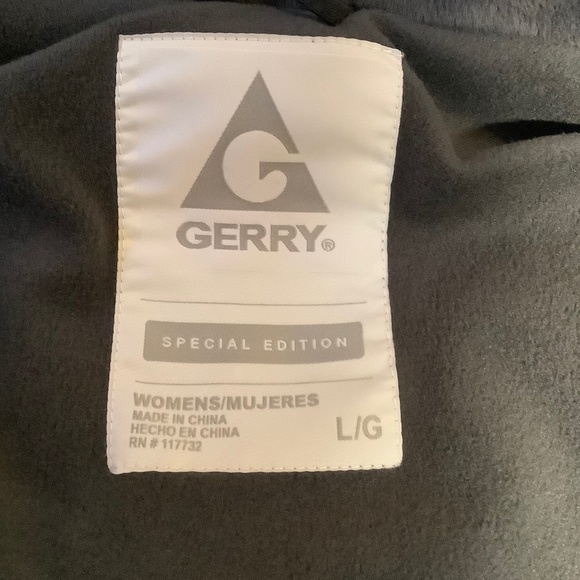 G
GERRY®
SPECIAL EDITION
WOMENS/MUJERES
MADE IN CHINA
HECHO EN CHINA
RN # 117732
L/G